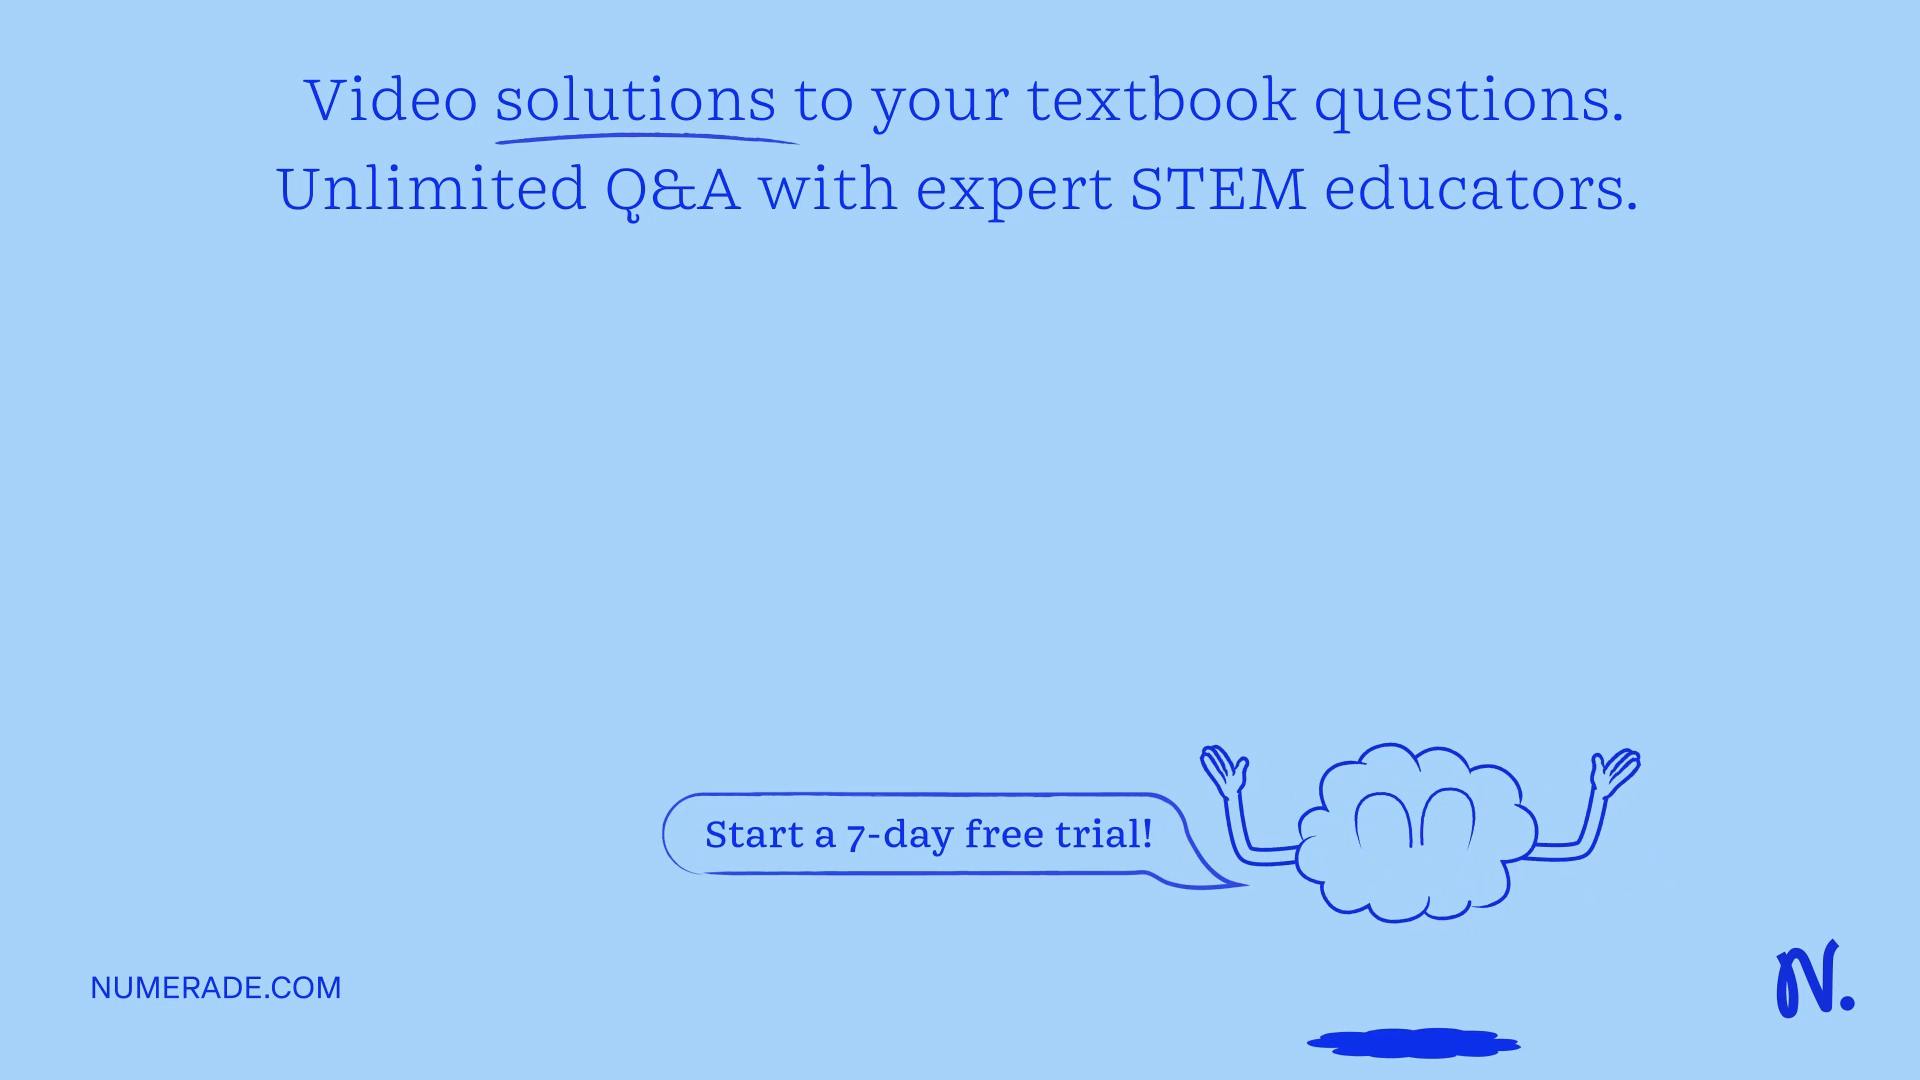 Video solutions to your textbook questions.
Unlimited Q&A with expert STEM educators.
Start a 7-day free trial!
NUMERADE.COM
N.